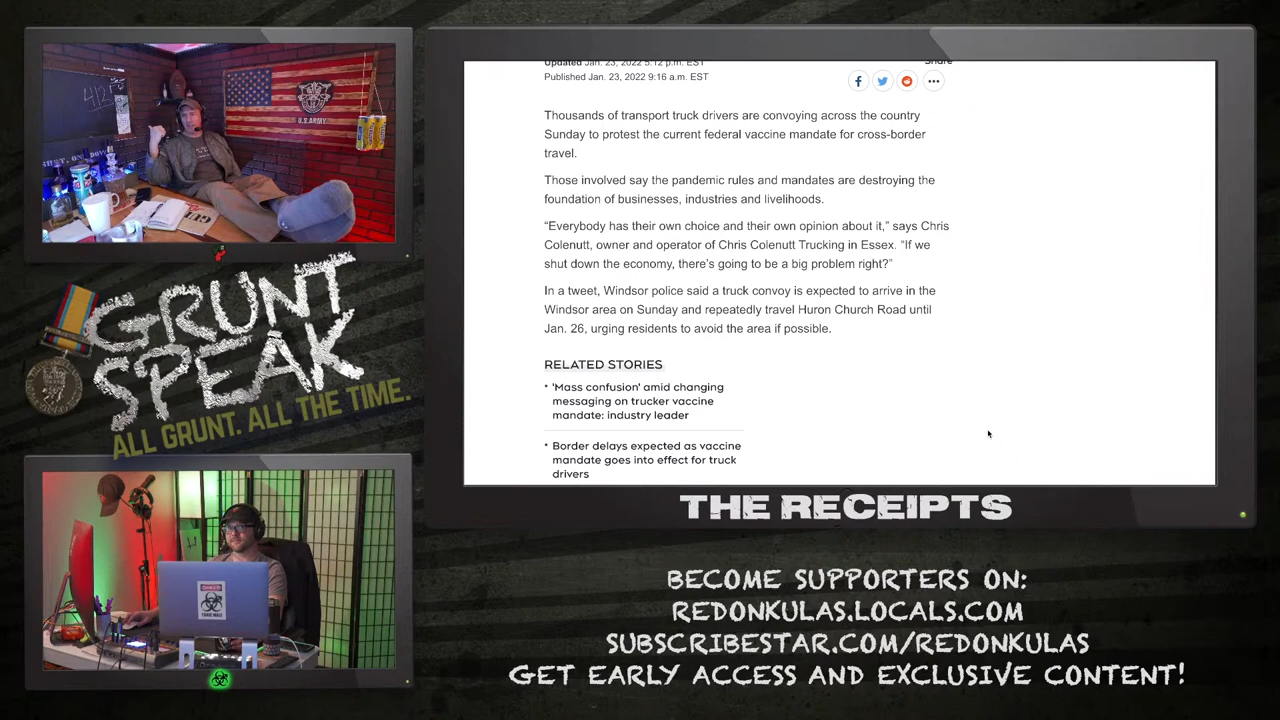 U.S. ARMY
GRUNT
SPEAK
ALL GRUNT. ALL THE TIME.
Updated Jan. 23, 2022 5:12 p.m. EST
Published Jan. 23, 2022 9:16 a.m. EST
Share
Thousands of transport truck drivers are convoying across the country
Sunday to protest the current federal vaccine mandate for cross-border
travel.
Those involved say the pandemic rules and mandates are destroying the
foundation of businesses, industries and livelihoods.
“Everybody has their own choice and their own opinion about it,” says Chris
Colenutt, owner and operator of Chris Colenutt Trucking in Essex. “If we
shut down the economy, there’s going to be a big problem right?”
In a tweet, Windsor police said a truck convoy is expected to arrive in the
Windsor area on Sunday and repeatedly travel Huron Church Road until
Jan. 26, urging residents to avoid the area if possible.
RELATED STORIES
'Mass confusion' amid changing
messaging on trucker vaccine
mandate: industry leader
Border delays expected as vaccine
mandate goes into effect for truck
drivers
THE RECEIPTS
BECOME SUPPORTERS ON:
REDONKULAS.LOCALS.COM
SUBSCRIBESTAR.COM/REDONKULAS
GET EARLY ACCESS AND EXCLUSIVE CONTENT!